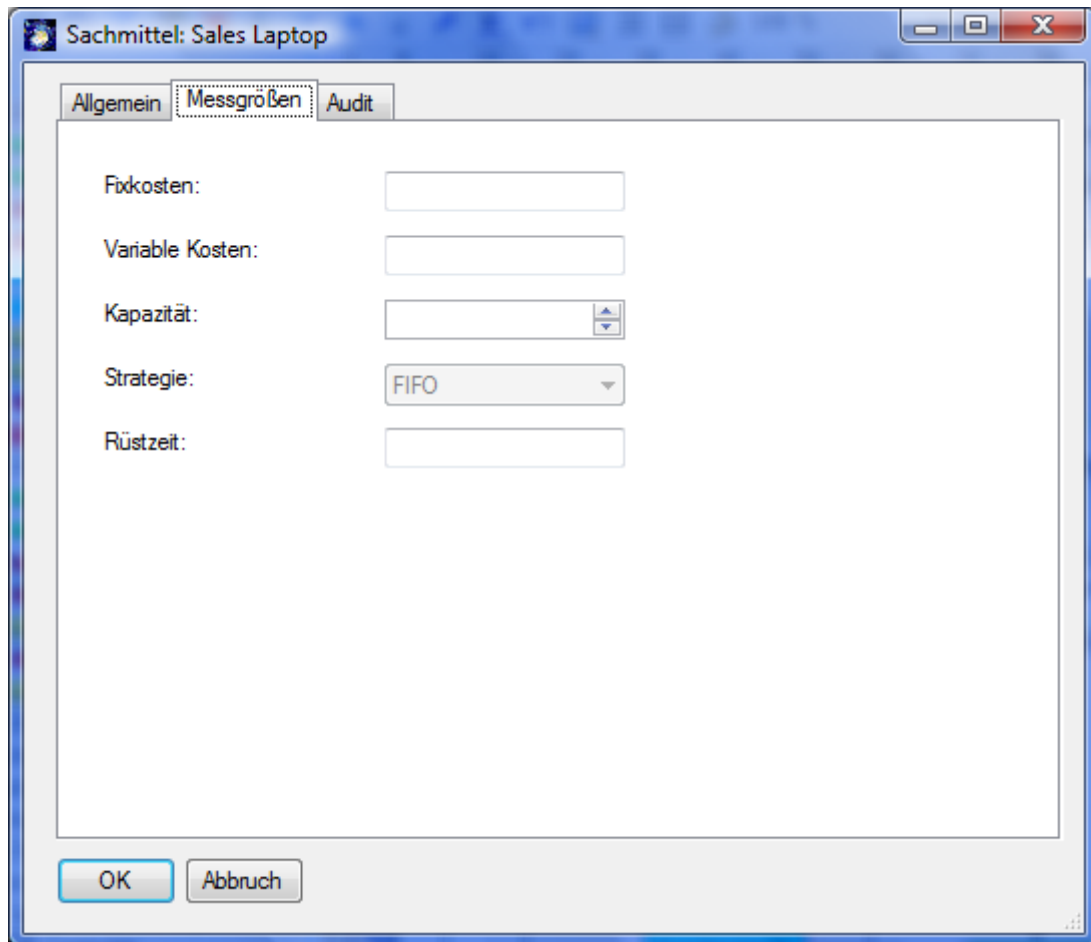 Sachmittel: Sales Laptop
Allgemein Messgrößen Audit
Fixkosten:
Variable Kosten:
Kapazität:
Strategie: FIFO
Rüstzeit:
OK Abbruch